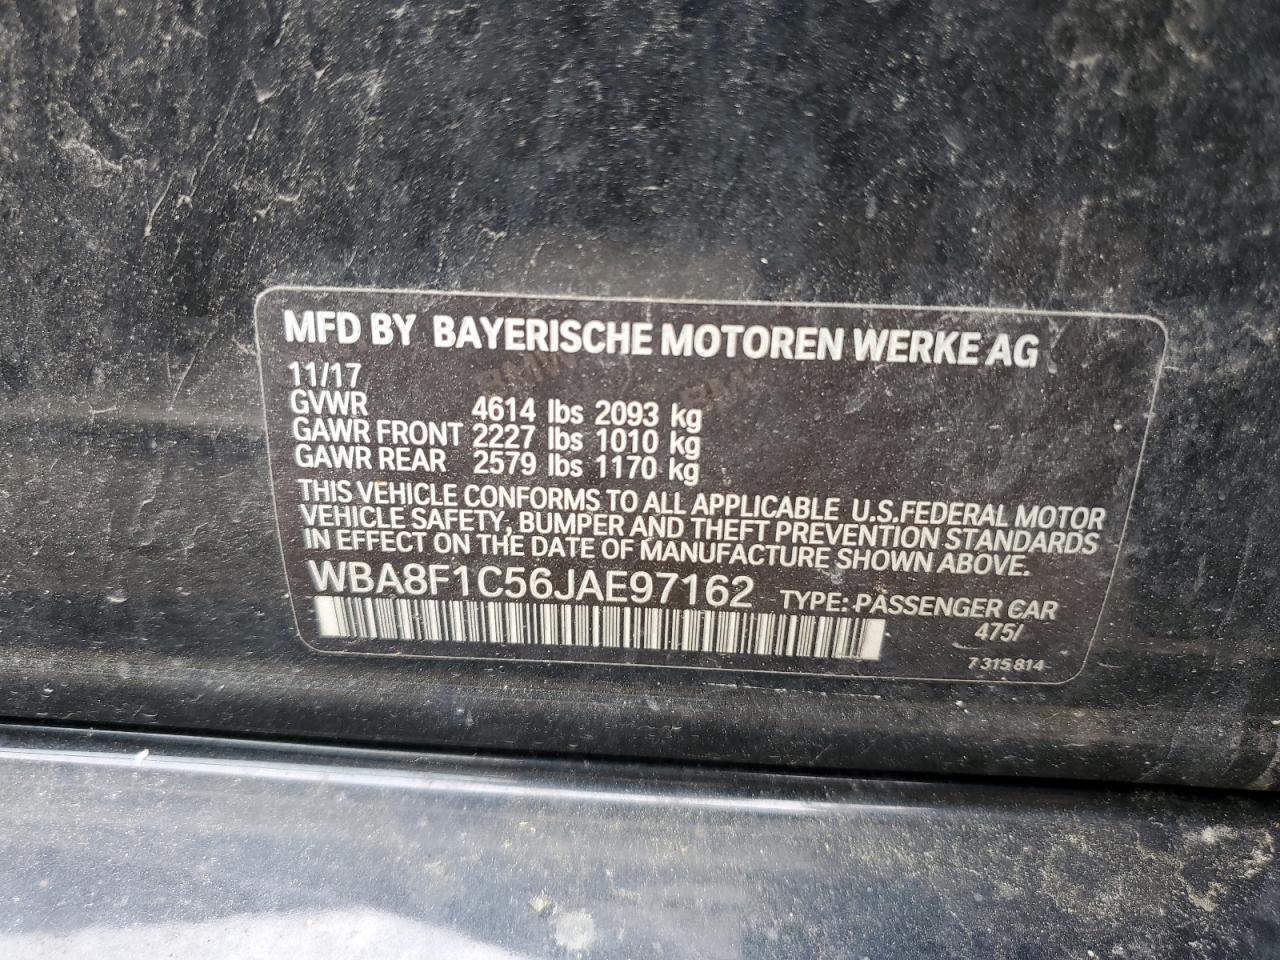 MFD BY BAYERISCHE MOTOREN WERKE AG
11/17
GVWR 4614 lbs 2093 kg
GAWR FRONT 2227 lbs 1010 kg
GAWR REAR 2579 lbs 1170 kg
THIS VEHICLE CONFORMS TO ALL APPLICABLE U.S.FEDERAL MOTOR
VEHICLE SAFETY, BUMPER AND THEFT PREVENTION STANDARDS
IN EFFECT ON THE DATE OF MANUFACTURE SHOWN ABOVE.
WBA8F1C56JAE97162 TYPE: PASSENGER CAR
475/
7 315 814